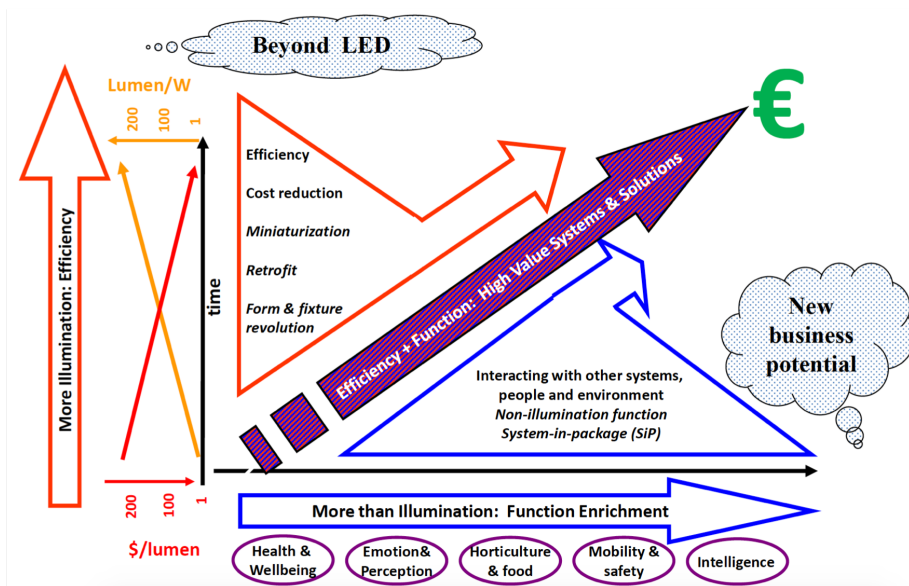 Beyond LED
Lumen/W
200
100
1
€
More Illumination: Efficiency
time
Efficiency
Cost reduction
Miniaturization
Retrofit
Form & fixture
revolution
Efficiency + Function: High Value Systems & Solutions
New
business
potential
Interacting with other systems,
people and environment
Non-illumination function
System-in-package (SiP)
200
100
1
$/lumen
More than Illumination: Function Enrichment
Health &
Wellbeing
Emotion&
Perception
Horticulture
& food
Mobility &
safety
Intelligence